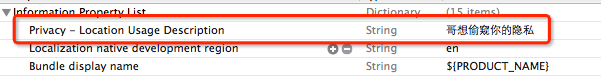 Information Property List Dictionary (15 items)
Privacy – Location Usage Description String 哥想偷窥你的隐私
Localization native development region String en
Bundle display name String ${PRODUCT_NAME}